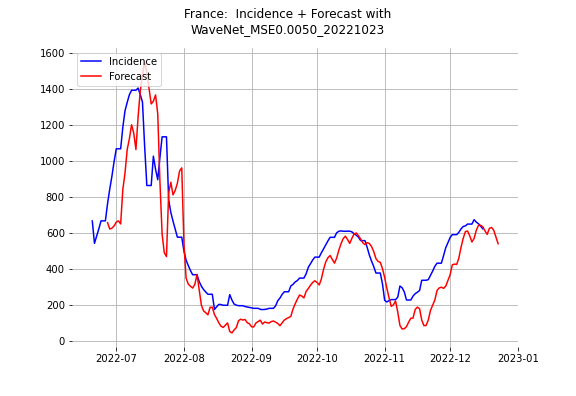 France:  Incidence + Forecast with
WaveNet_MSE0.0050_20221023
Incidence
Forecast
1600
1400
1200
1000
800
600
400
200
0
2022-07 2022-08 2022-09 2022-10 2022-11 2022-12 2023-01